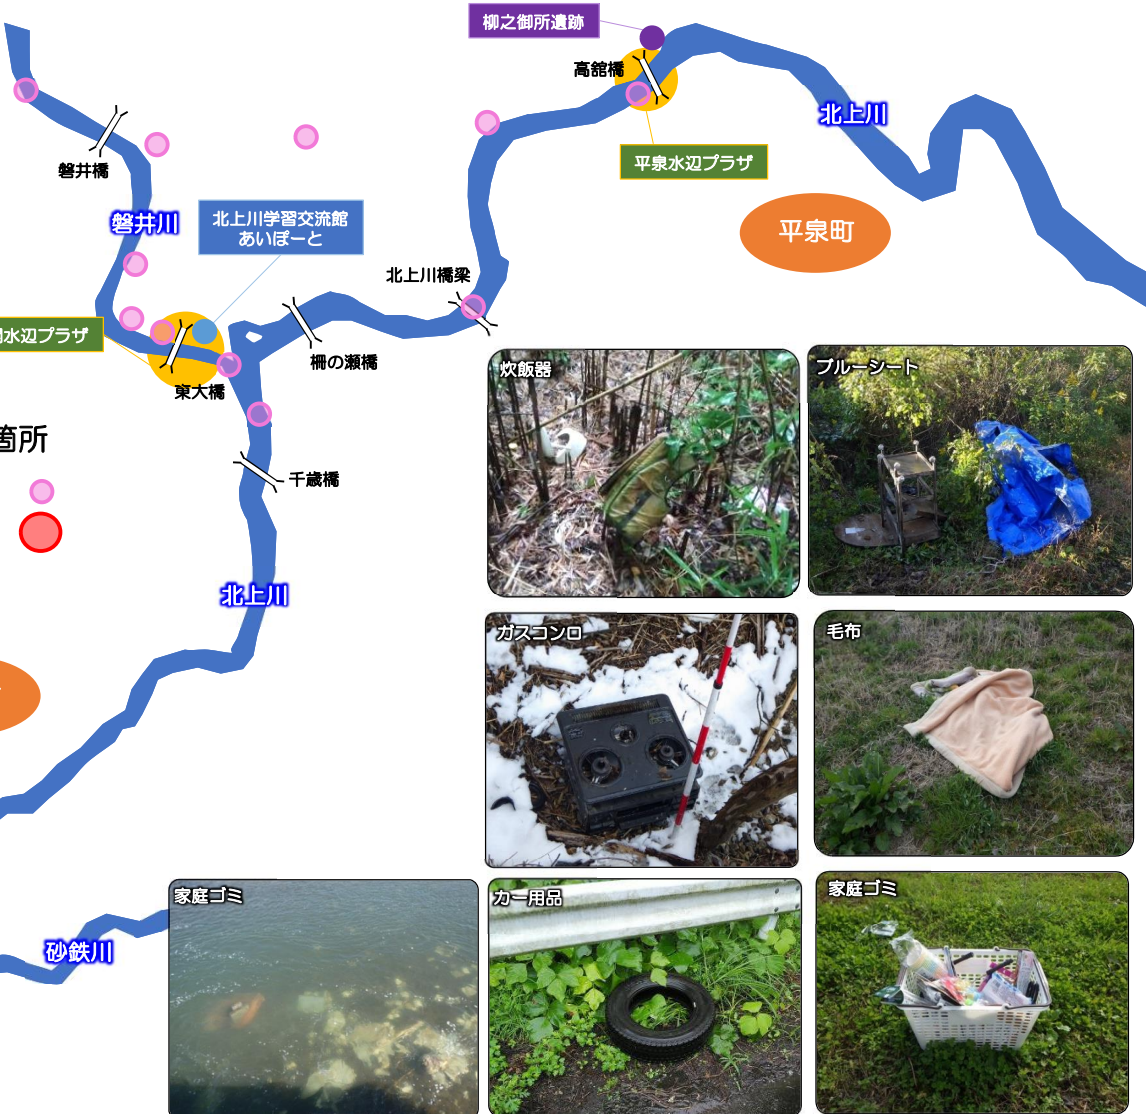 柳之御所遺跡
高舘橋
北上川
磐井橋
平泉水辺プラザ
磐井川
北上川学習交流館
あいぽーと
平泉町
北上川橋梁
水辺プラザ
柵の瀬橋
東大橋
炊飯器
ブルーシート
箇所
千歳橋
北上川
ガスコンロ
毛布
家庭ゴミ
カー用品
家庭ゴミ
砂鉄川